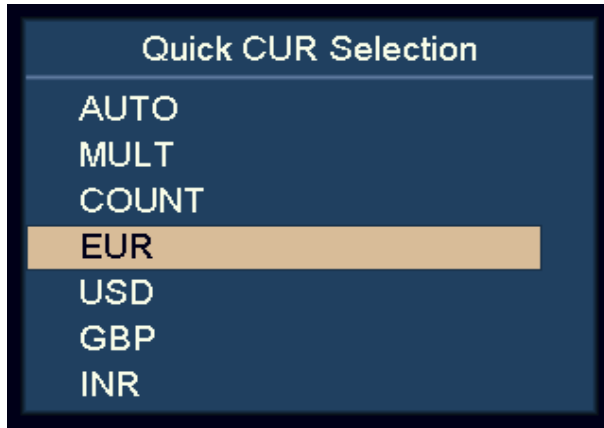 Quick CUR Selection
AUTO
MULT
COUNT
EUR
USD
GBP
INR